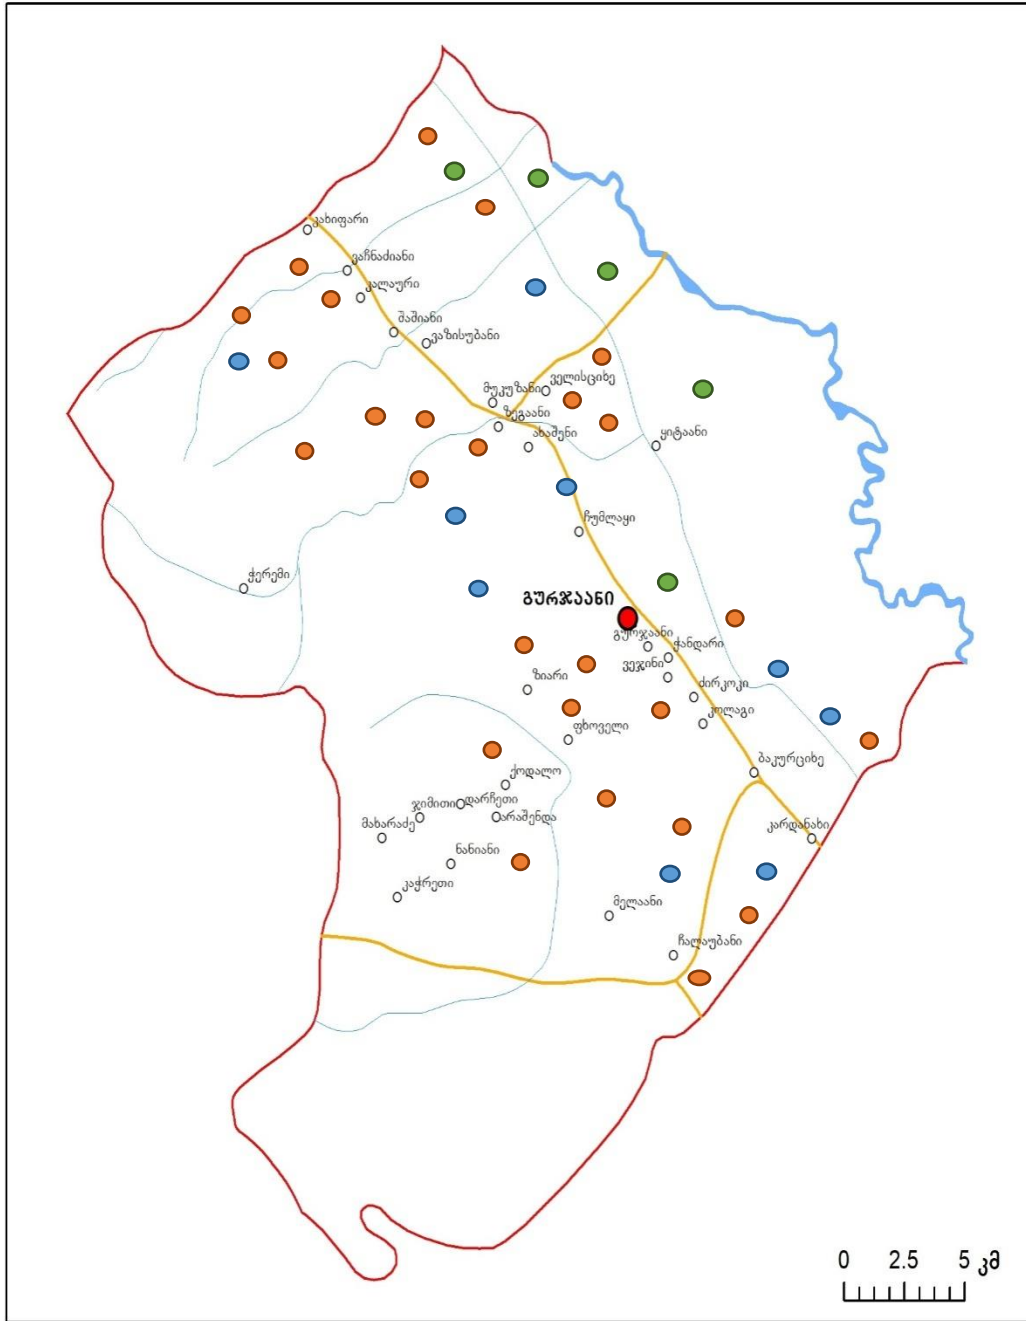 კახიფარი
ვაჩნაძიანი
კალაური
შაშიანი
ვაზისუბანი
ველისციხე
მუკუზანი
ზეგაანი
ახაშენი
ყიტაანი
ჩუმლაყი
ჭერემი
გურჯაანი
გურჯაანი
ჭანდარი
ვეჯინი
ზიარი
ძირკოკი
კოლაგი
ფხოველი
ბაკურციხე
ქოდალო
ჯიმითი
დარჩეთი
არაშენდა
მახარაძე
კარდანახი
ნანიანი
კაჭრეთი
მელაანი
ჩალაუბანი
0 2.5 5 კმ